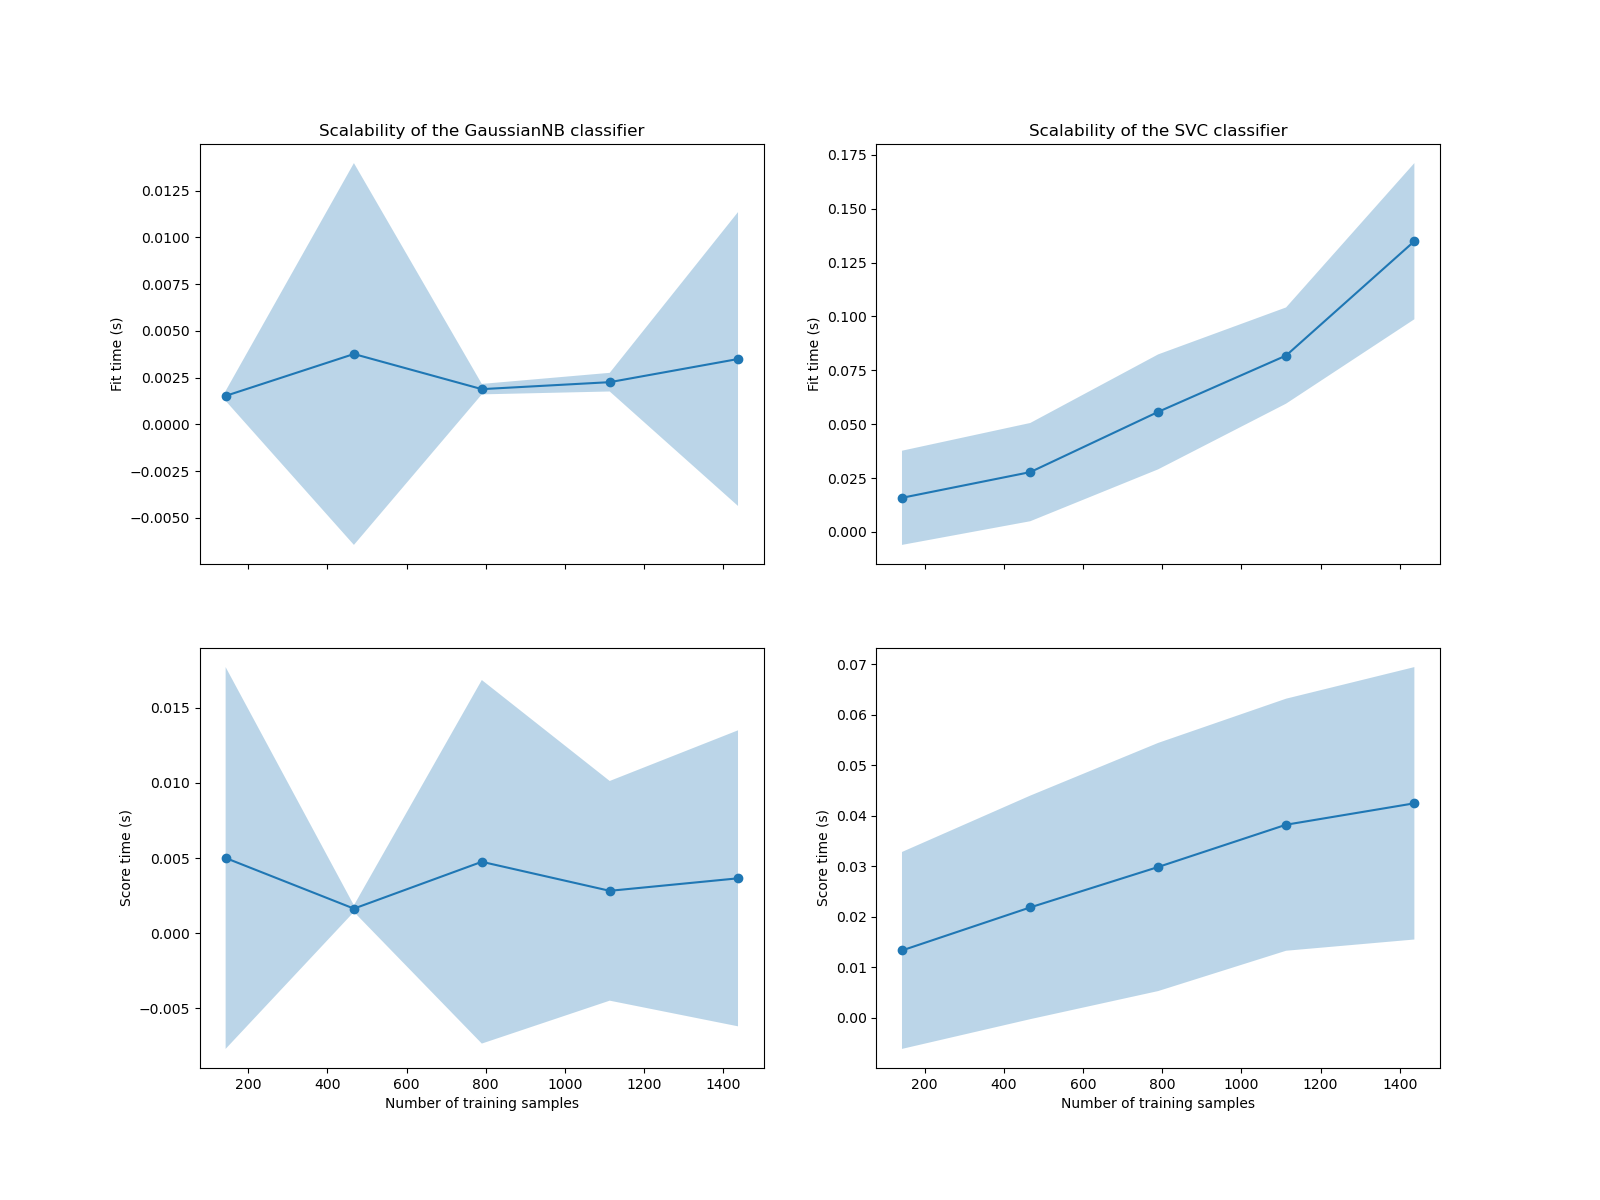 Scalability of the GaussianNB classifier
0.0125
0.0100
0.0075
0.0050
0.0025
0.0000
−0.0025
−0.0050
Fit time (s)
Scalability of the SVC classifier
0.175
0.150
0.125
0.100
0.075
0.050
0.025
0.000
Fit time (s)
0.015
0.010
0.005
0.000
−0.005
Score time (s)
200 400 600 800 1000 1200 1400
Number of training samples
0.07
0.06
0.05
0.04
0.03
0.02
0.01
0.00
Score time (s)
200 400 600 800 1000 1200 1400
Number of training samples